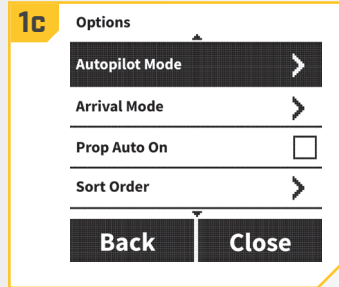 1c
Options
Autopilot Mode
Arrival Mode
Prop Auto On
Sort Order
Back Close